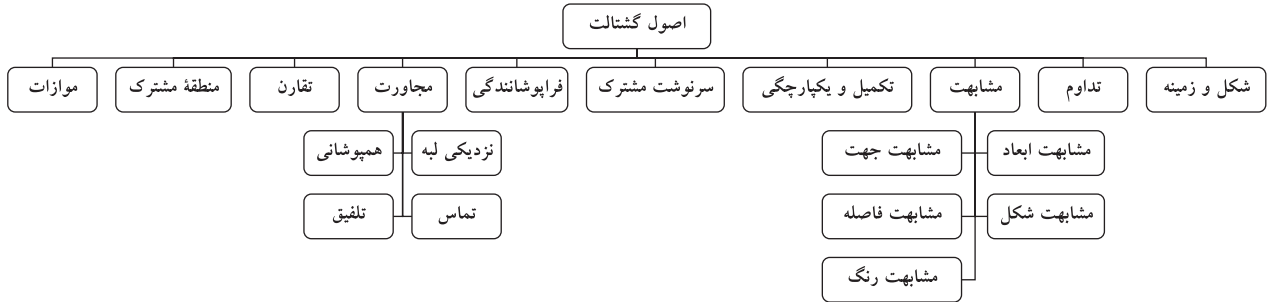 اصول گشتالت
شکل و زمینه
تداوم
مشابهت
تکمیل و یکپارچگی
سرنوشت مشترک
فراپوشانندگی
مجاورت
تقارن
منطقهٔ مشترک
موازات
مشابهت ابعاد
مشابهت جهت
نزدیکی لبه
همپوشانی
مشابهت شکل
مشابهت فاصله
تماس
تلفیق
مشابهت رنگ